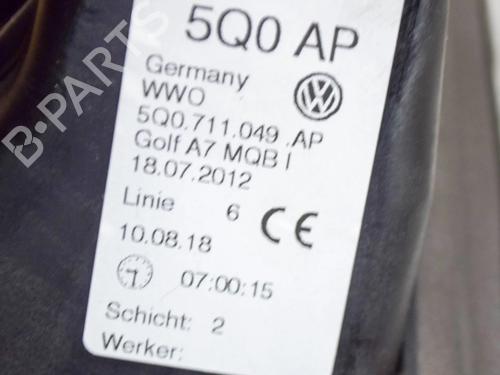 5Q0 AP
Germany
WWO
5Q0.711.049 .AP
Golf A7 MQB I
18.07.2012
Linie 6 CE
10.08.18
07:00:15
Schicht: 2
Werker:
B-PARTS